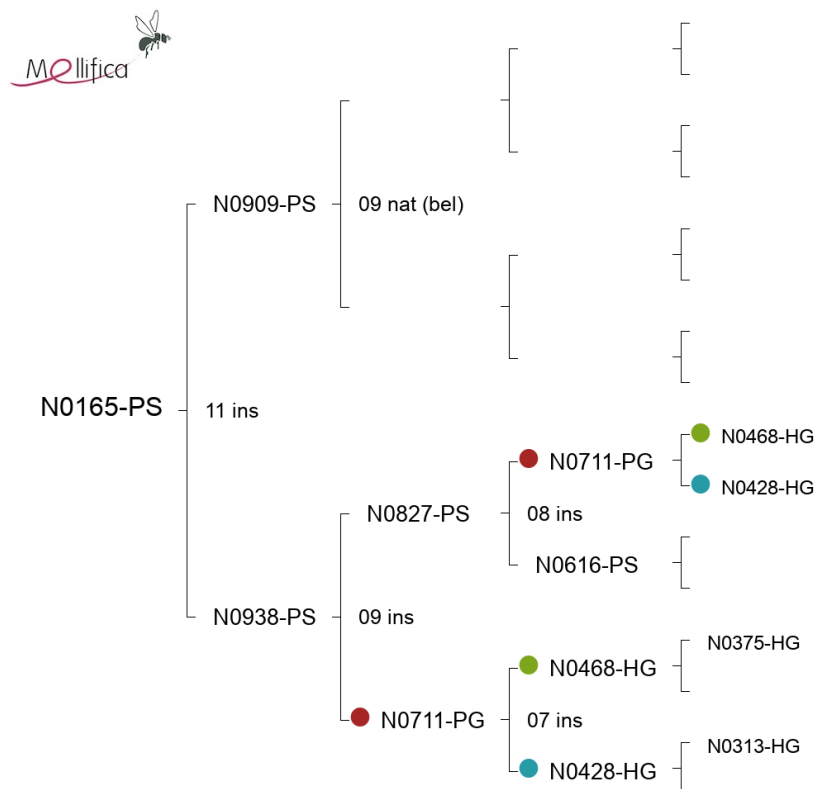 Mellifica
N0909-PS
09 nat (bel)
N0165-PS
11 ins
N0468-HG
N0711-PG
N0428-HG
N0827-PS
08 ins
N0616-PS
N0938-PS
09 ins
N0375-HG
N0468-HG
N0711-PG
07 ins
N0313-HG
N0428-HG